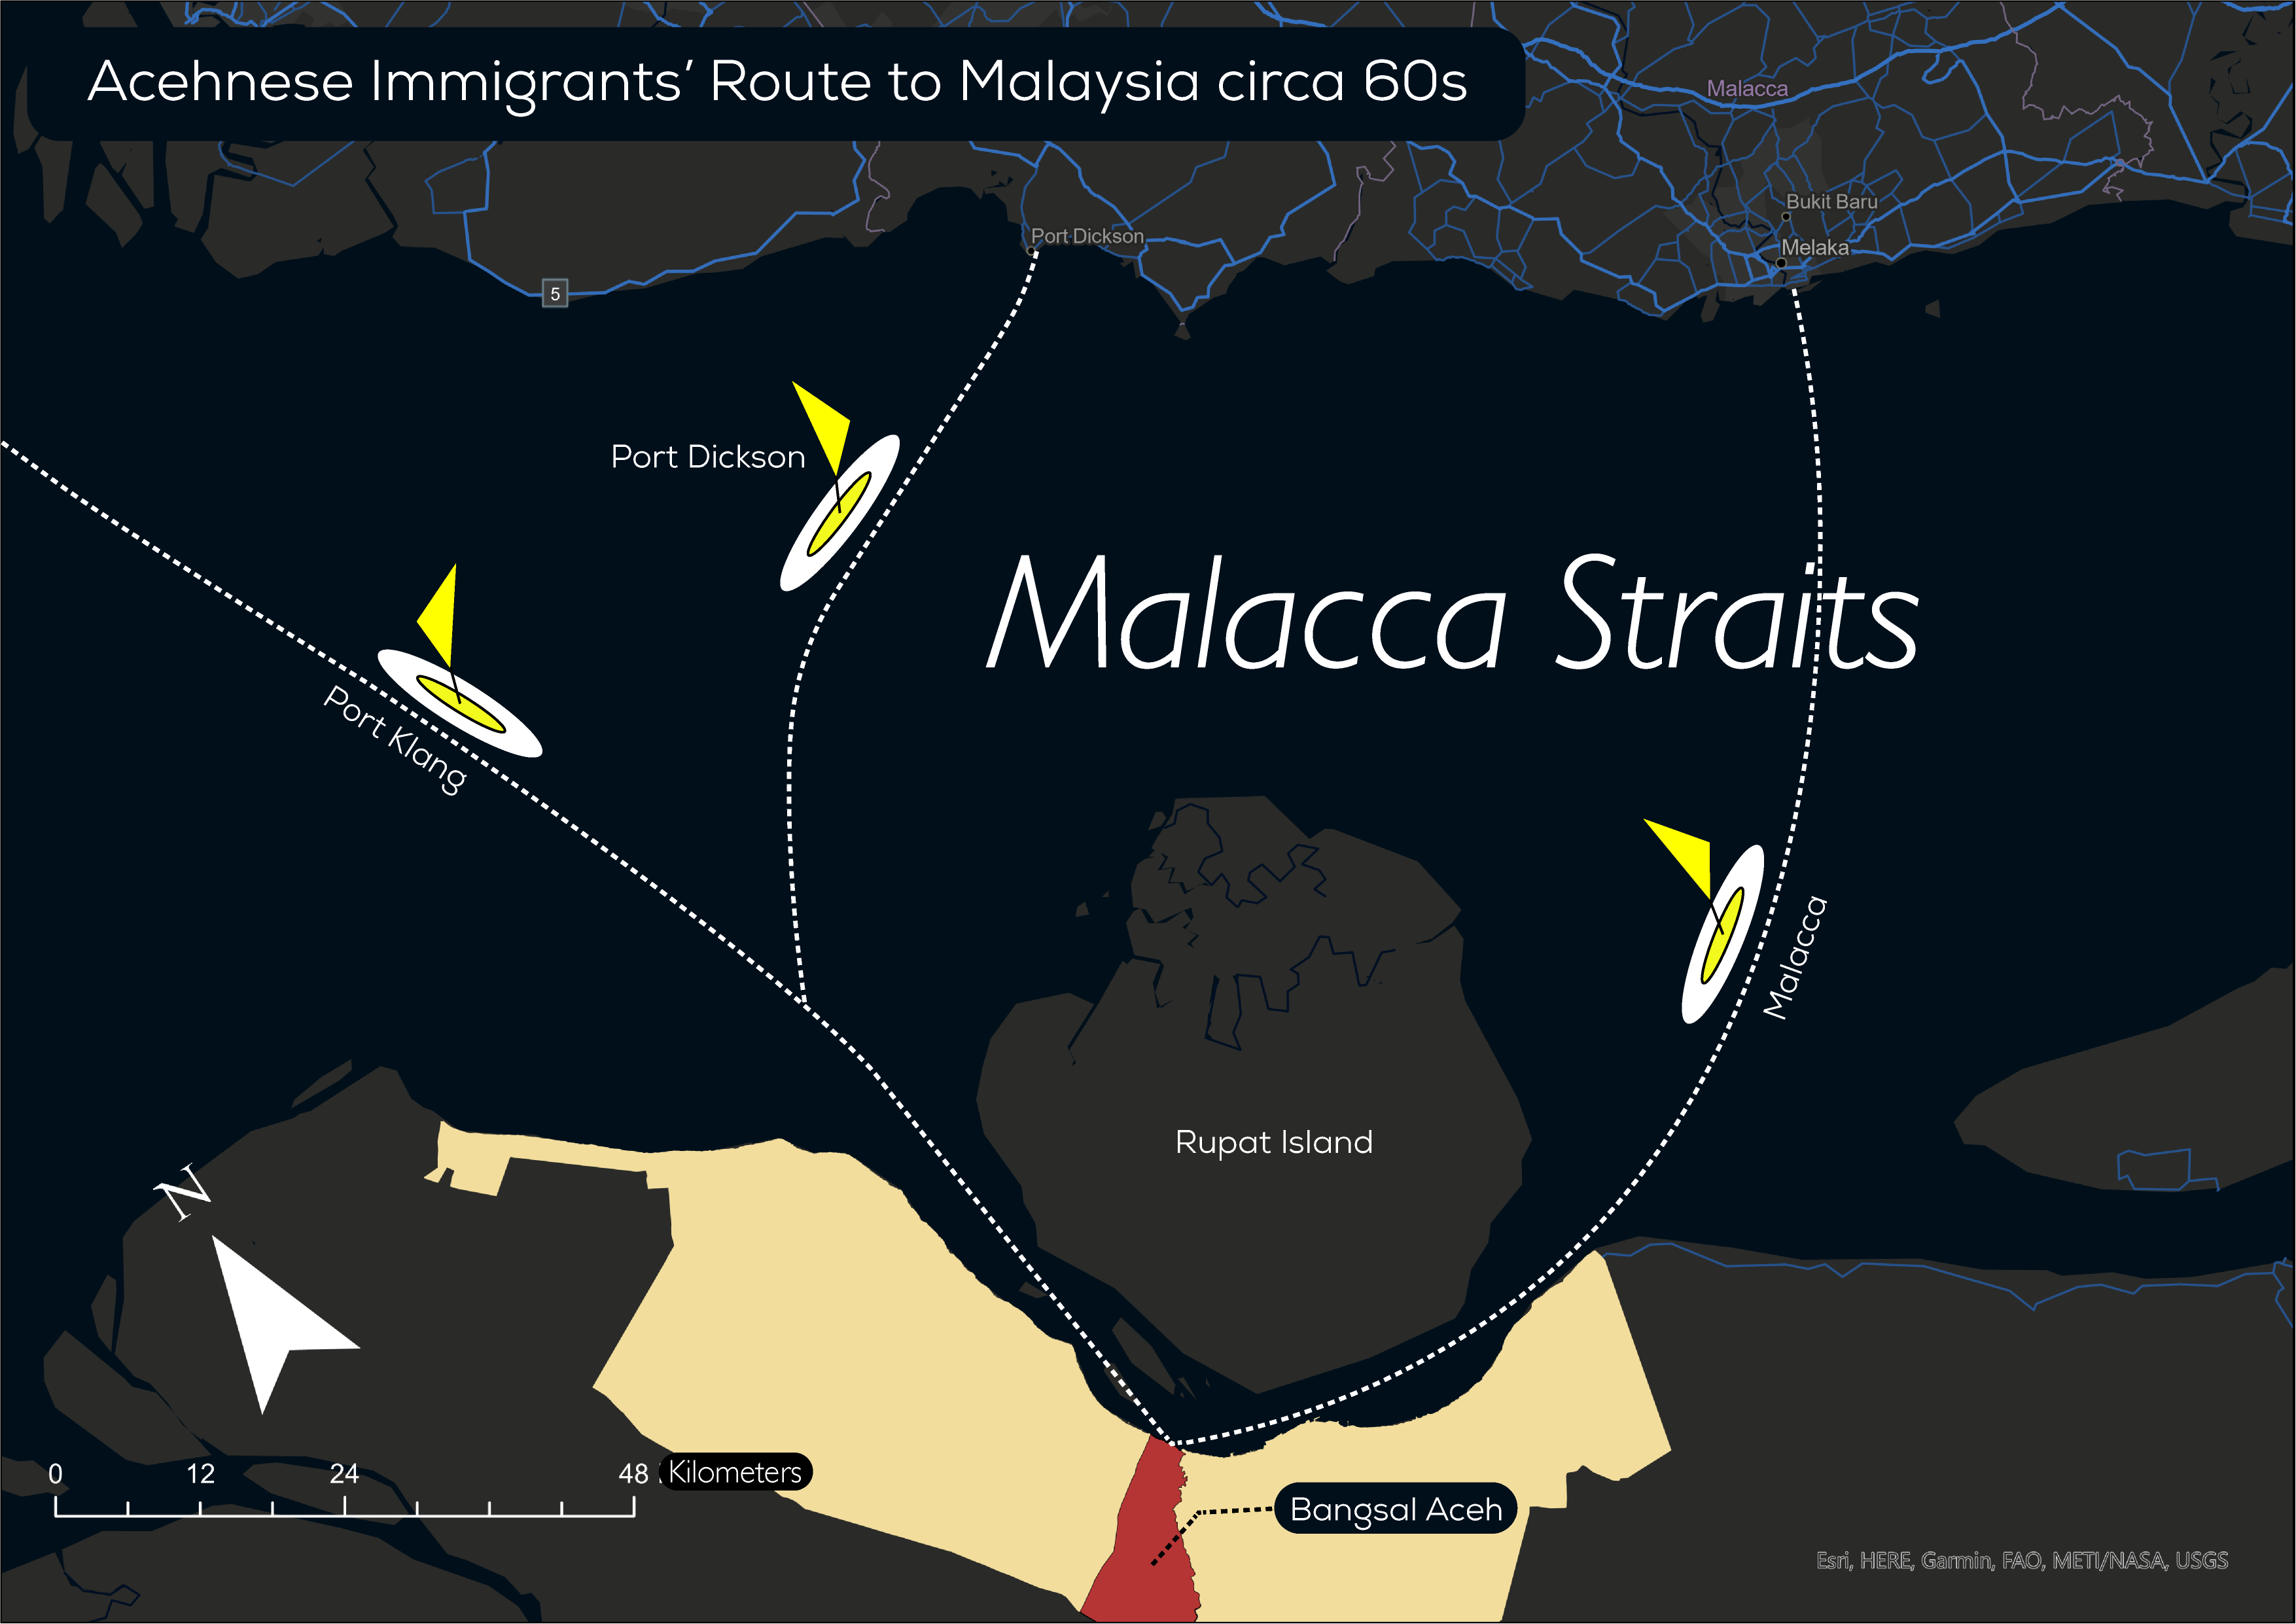 Acehnese Immigrants’ Route to Malaysia circa 60s
Malacca
Bukit Baru
Port Dickson
Melaka
5
Port Dickson
Malacca Straits
Port Klang
Malacca
Rupat Island
N
0 12 24 48 Kilometers
Bangsal Aceh
Esri, HERE, Garmin, FAO, METI/NASA, USGS